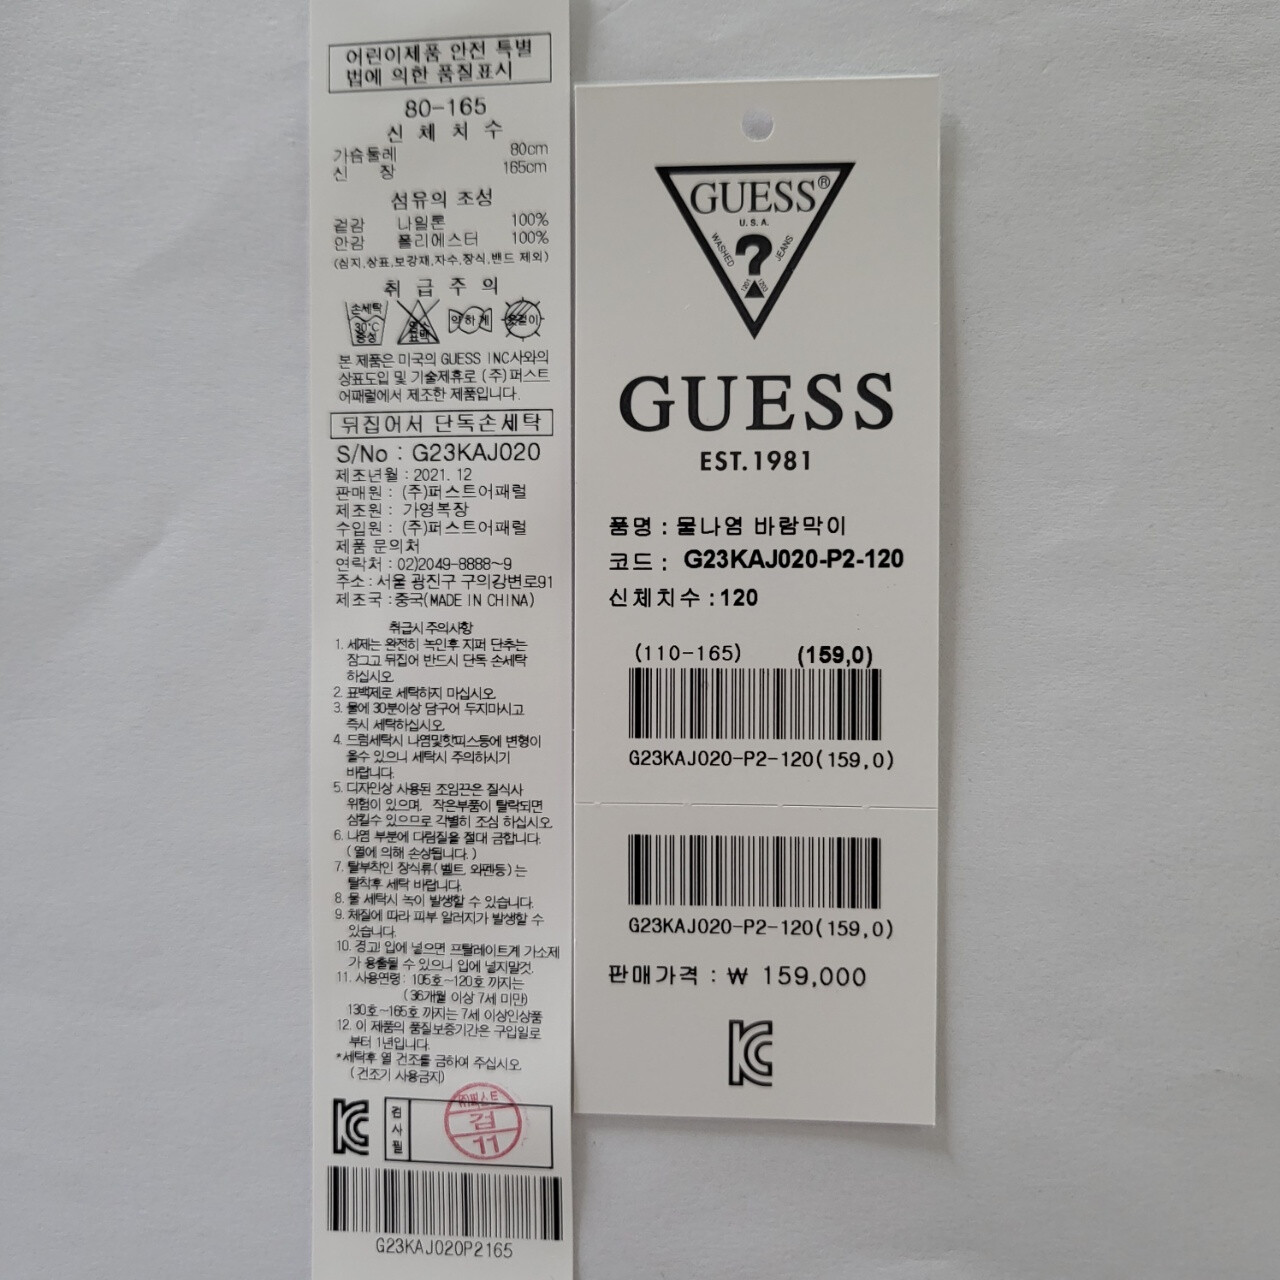 어린이제품 안전 특별
법에 의한 품질표시
80-165
신 체 치 수
가슴둘레 80cm
신 장 165cm
섬유의 조성
겉감 나일론 100%
안감 폴리에스터 100%
(심지,상표,보강재,자수,장식,밴드 제외)
취 급 주 의
손세탁
30℃
중성
염소
표백
약하게
옷걸이
본 제품은 미국의 GUESS INC사와의
상표도입 및 기술제휴로 (주)퍼스트
어패럴에서 제조한 제품입니다.
뒤집어서 단독손세탁
S/No : G23KAJ020
제조년월 : 2021. 12
판매원 : (주)퍼스트어패럴
제조원 : 가영복장
수입원 : (주)퍼스트어패럴
제품 문의처
연락처 : 02)2049-8888~9
주소 : 서울 광진구 구의강변로91
제조국 : 중국(MADE IN CHINA)
취급시 주의사항
1. 세제는 완전히 녹인후 지퍼 단추는
잠그고 뒤집어 반드시 단독 손세탁
하십시오.
2. 표백제로 세탁하지 마십시오.
3. 물에 30분이상 담구어 두지마시고
즉시 세탁하십시오.
4. 드럼세탁시 나염및핫피스등에 변형이
올수 있으니 세탁시 주의하시기
바랍니다.
5. 디자인상 사용된 조임끈은 질식사
위험이 있으며, 작은부품이 탈락되면
삼킬수 있으므로 각별히 조심 하십시오.
6. 나염 부분에 다림질을 절대 금합니다.
(열에 의해 손상됩니다.)
7. 탈부착인 장식류(벨트, 와펜등)는
탈착후 세탁 바랍니다.
8. 물 세탁시 녹이 발생할 수 있습니다.
9. 체질에 따라 피부 알러지가 발생할 수
있습니다.
10. 경고! 입에 넣으면 프탈레이트계 가소제
가 용출될 수 있으니 입에 넣지말것.
11. 사용연령: 105호~120호 까지는
(36개월 이상 7세 미만)
130호~165호 까지는 7세 이상인상품
12. 이 제품의 품질보증기간은 구입일로
부터 1년입니다.
*세탁후 열 건조를 금하여 주십시오.
(건조기 사용금지)
KC
검사필
(주)퍼스트
검
11
G23KAJ020P2165
GUESS®
U.S.A.
WASHED
?
JEANS
1201 1203
GUESS
EST.1981
품명 : 물나염 바람막이
코드 : G23KAJ020-P2-120
신체치수 : 120
(110-165) (159,0)
G23KAJ020-P2-120(159,0)
G23KAJ020-P2-120(159,0)
판매가격 : ₩ 159,000
KC